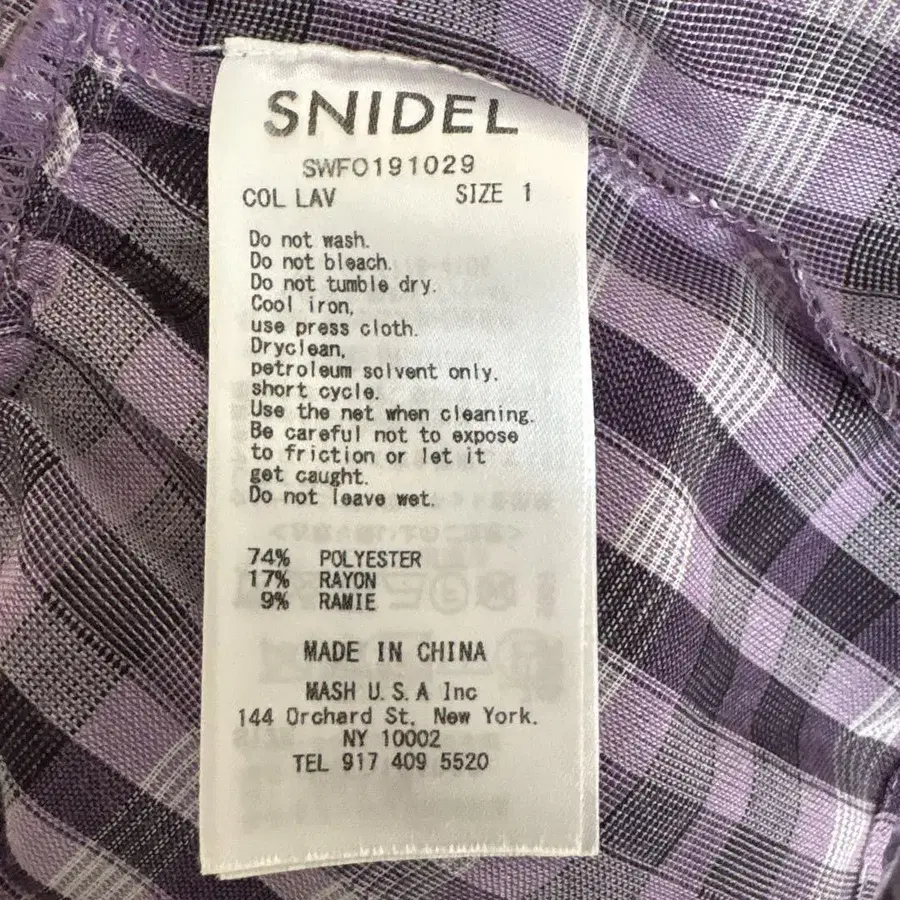 SNIDEL
SWFO191029
COL LAV SIZE 1
Do not wash.
Do not bleach.
Do not tumble dry.
Cool iron,
use press cloth.
Dryclean,
petroleum solvent only.
short cycle.
Use the net when cleaning.
Be careful not to expose
to friction or let it
get caught.
Do not leave wet.
74% POLYESTER
17% RAYON
9% RAMIE
MADE IN CHINA
MASH U.S.A Inc
144 Orchard St, New York.
NY 10002
TEL 917 409 5520